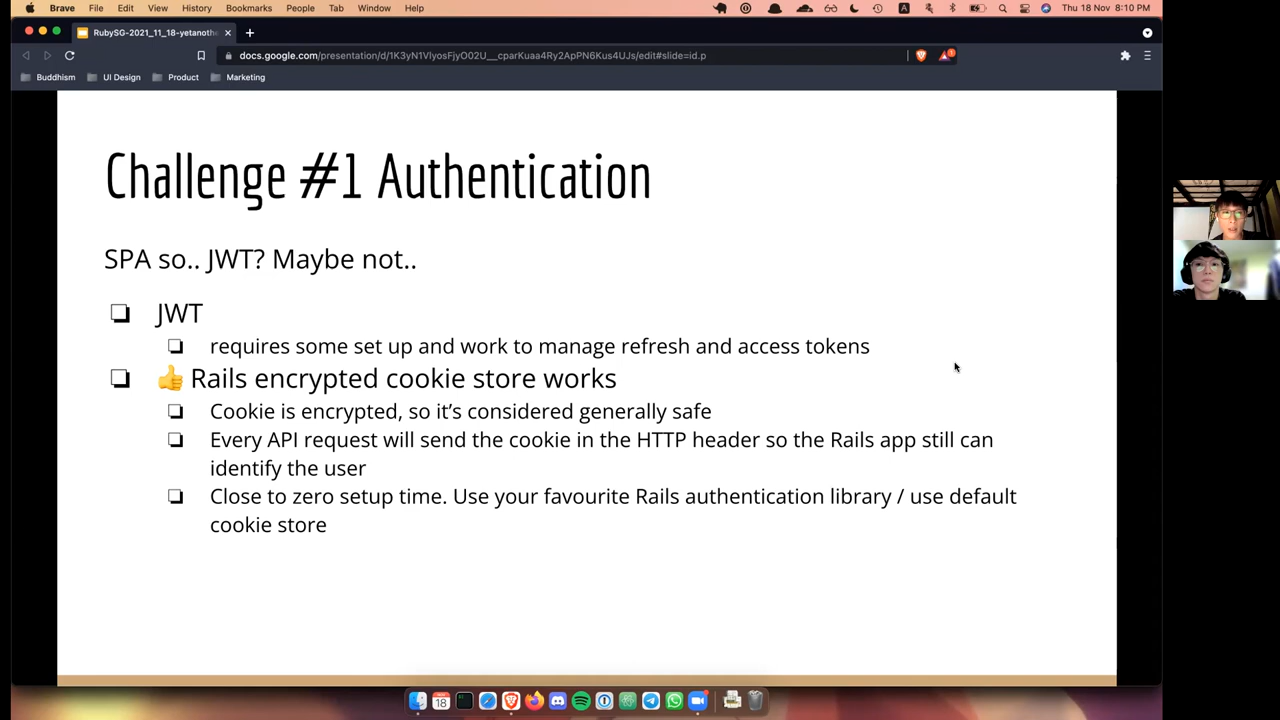 Brave File Edit View History Bookmarks People Tab Window Help Thu 18 Nov 8:10 PM
RubySG-2021_11_18-yetanothe
docs.google.com/presentation/d/1K3yN1VlyosFjyO02U__cparKuaa4Ry2ApPN6Kus4UJs/edit#slide=id.p
Buddhism UI Design Product Marketing
Challenge #1 Authentication
SPA so.. JWT? Maybe not..
JWT
requires some set up and work to manage refresh and access tokens
👍 Rails encrypted cookie store works
Cookie is encrypted, so it’s considered generally safe
Every API request will send the cookie in the HTTP header so the Rails app still can
identify the user
Close to zero setup time. Use your favourite Rails authentication library / use default
cookie store
18